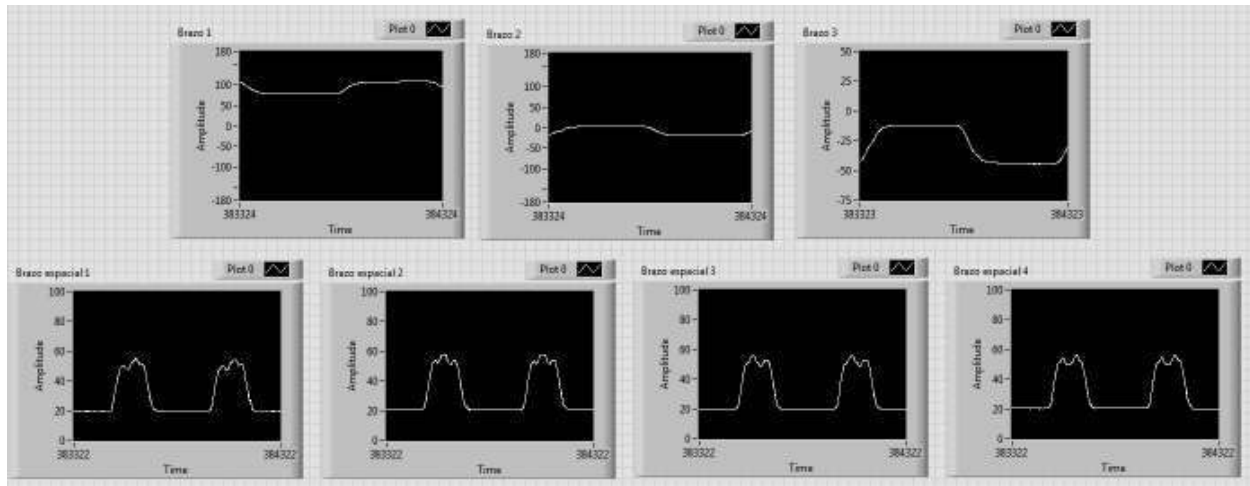 Brazo 1
Plot 0
Amplitude
180
100
50
0
-50
-100
-180
383324
384324
Time
Brazo 2
Plot 0
Amplitude
180
100
50
0
-50
-100
-180
383324
384324
Time
Brazo 3
Plot 0
Amplitude
50
25
0
-25
-50
-75
383323
384323
Time
Brazo espacial 1
Plot 0
Amplitude
100
80
60
40
20
0
383322
384322
Time
Brazo espacial 2
Plot 0
Amplitude
100
80
60
40
20
0
383322
384322
Time
Brazo espacial 3
Plot 0
Amplitude
100
80
60
40
20
0
383322
384322
Time
Brazo espacial 4
Plot 0
Amplitude
100
80
60
40
20
0
383322
384322
Time